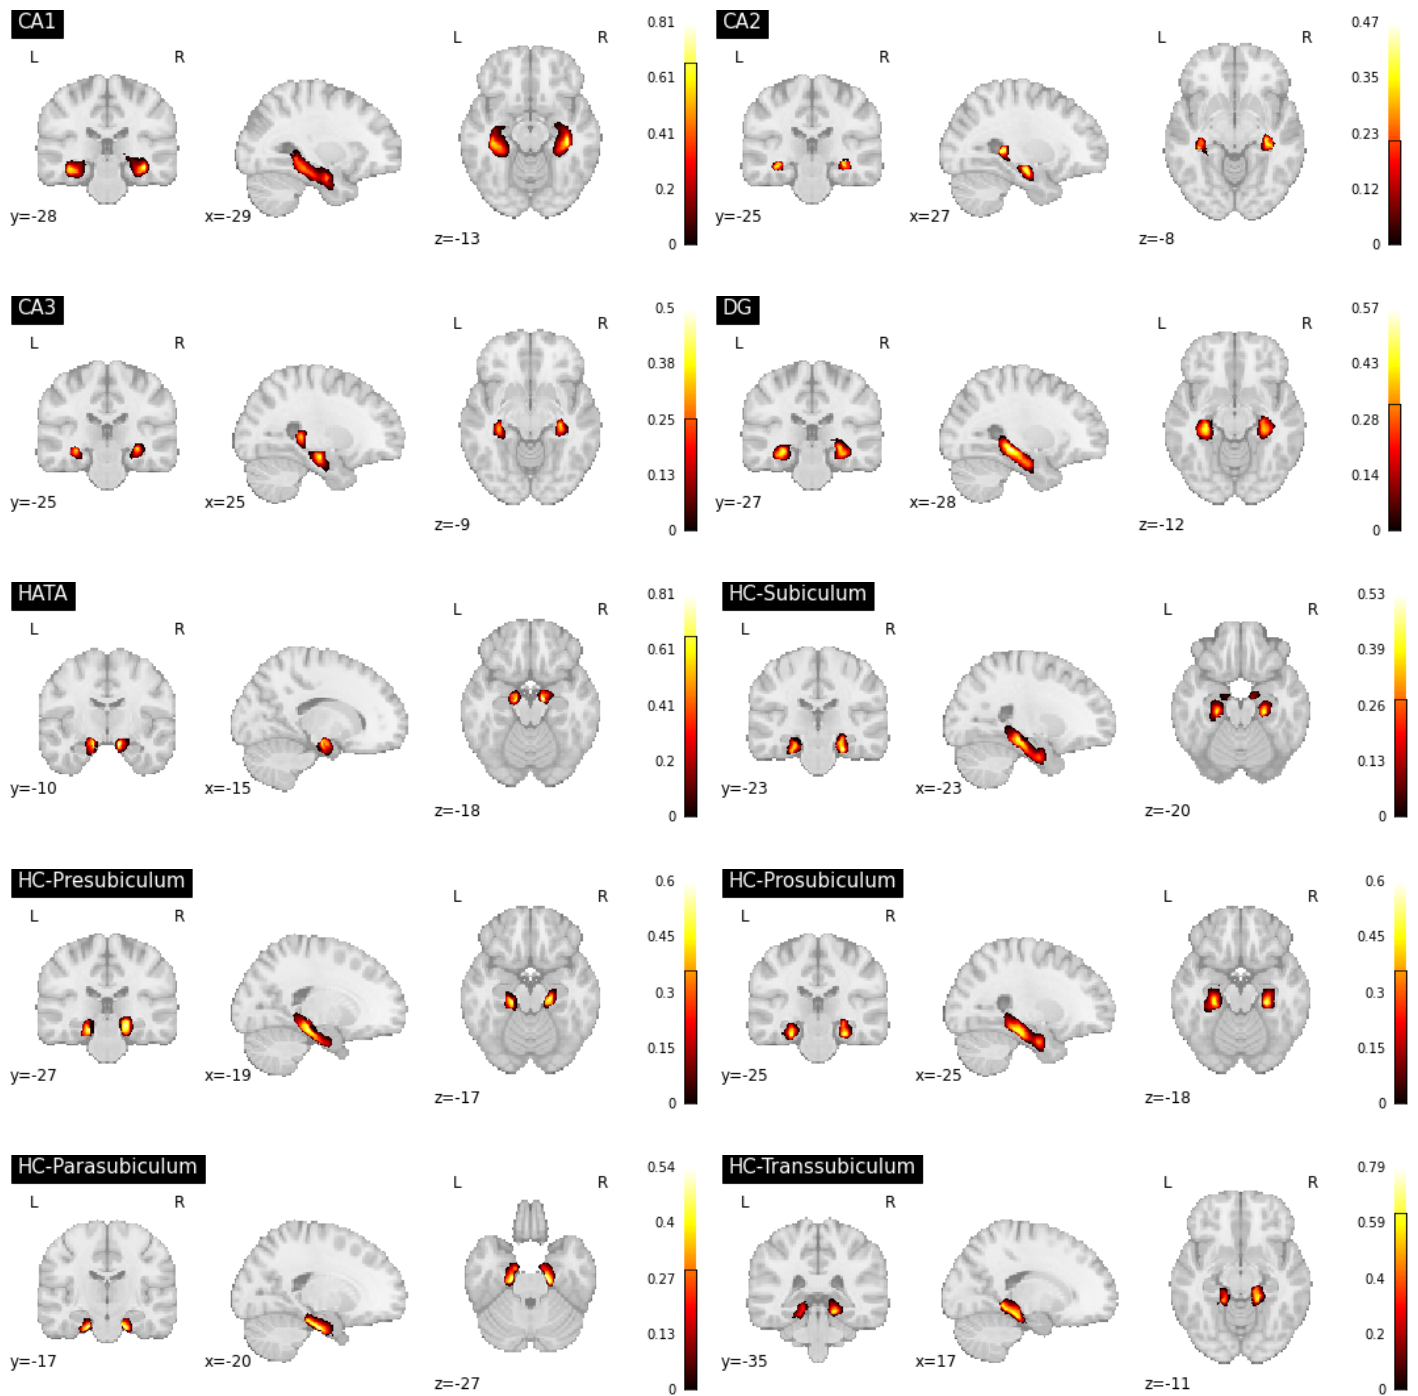 CA1
L
R
y=-28
x=-29
L
R
z=-13
0.81
0.61
0.41
0.2
0
CA2
L
R
y=-25
x=27
L
R
z=-8
0.47
0.35
0.23
0.12
0
CA3
L
R
y=-25
x=25
L
R
z=-9
0.5
0.38
0.25
0.13
0
DG
L
R
y=-27
x=-28
L
R
z=-12
0.57
0.43
0.28
0.14
0
HATA
L
R
y=-10
x=-15
L
R
z=-18
0.81
0.61
0.41
0.2
0
HC-Subiculum
L
R
y=-23
x=-23
L
R
z=-20
0.53
0.39
0.26
0.13
0
HC-Presubiculum
L
R
y=-27
x=-19
L
R
z=-17
0.6
0.45
0.3
0.15
0
HC-Prosubiculum
L
R
y=-25
x=-25
L
R
z=-18
0.6
0.45
0.3
0.15
0
HC-Parasubiculum
L
R
y=-17
x=-20
L
R
z=-27
0.54
0.4
0.27
0.13
0
HC-Transsubiculum
L
R
y=-35
x=17
L
R
z=-11
0.79
0.59
0.4
0.2
0